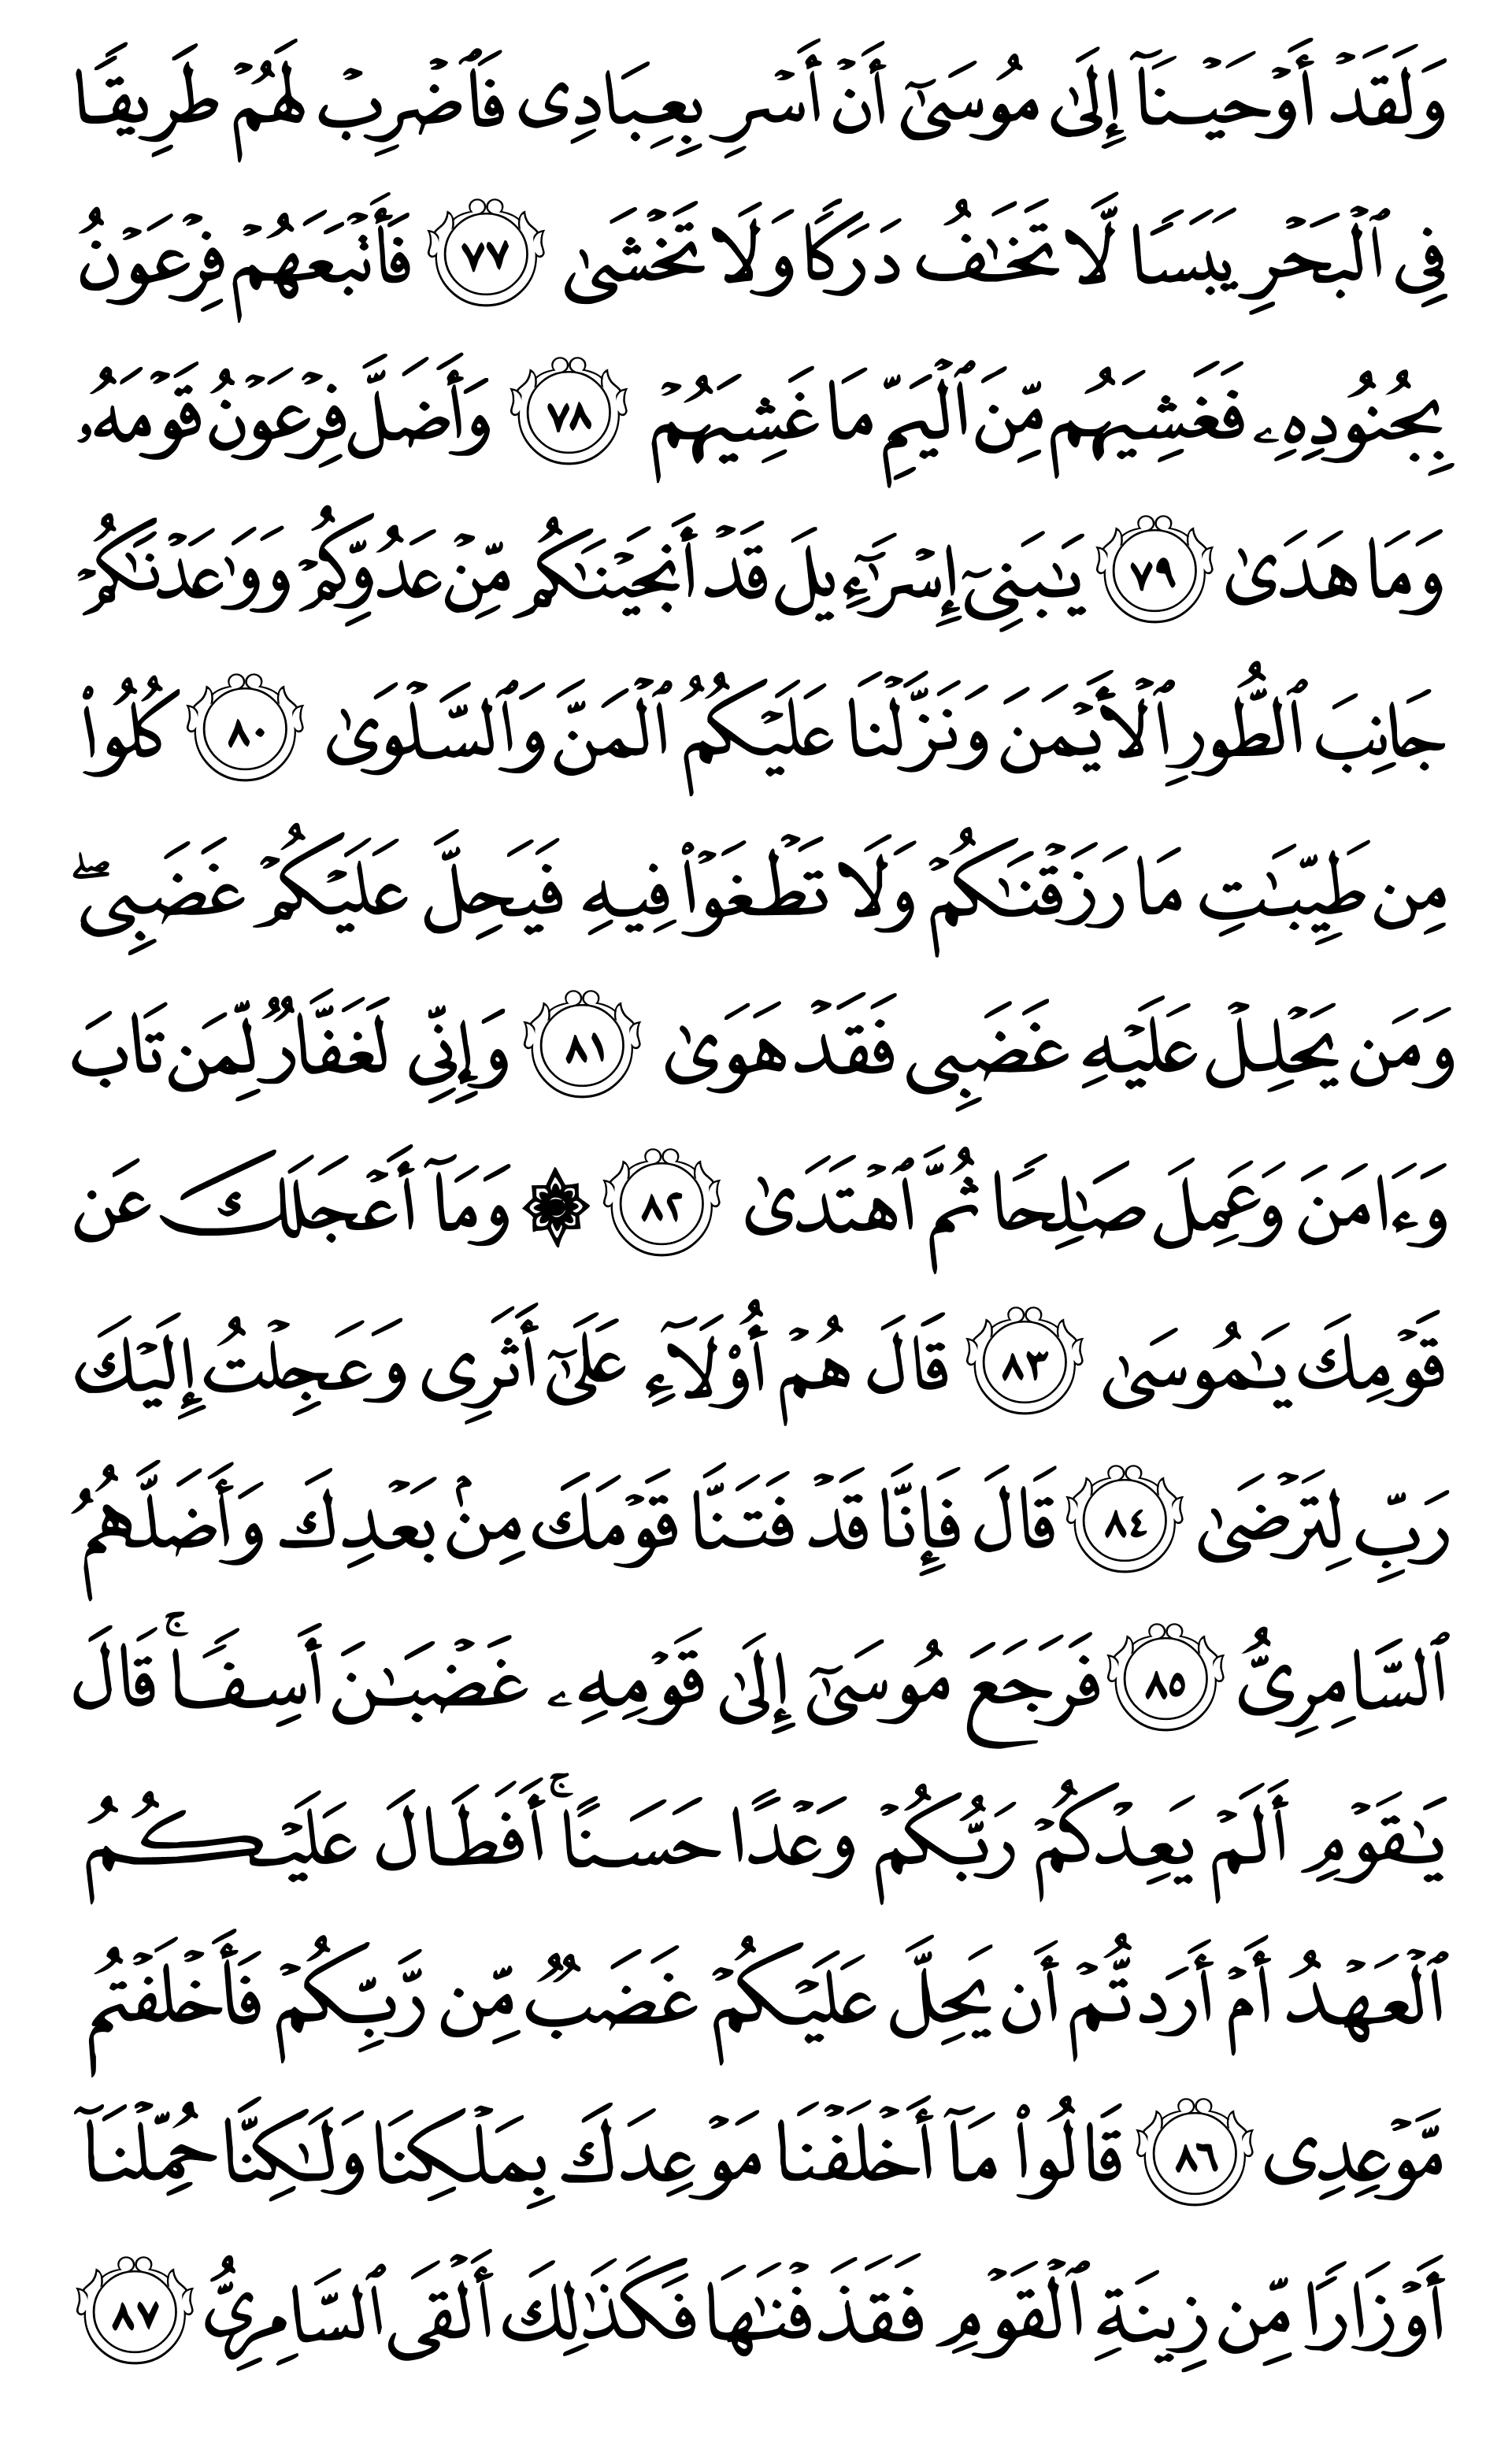 وَلَقَدۡ أَوۡحَيۡنَآ إِلَىٰ مُوسَىٰٓ أَنۡ أَسۡرِ بِعِبَادِي فَٱضۡرِبۡ لَهُمۡ طَرِيقٗا
فِي ٱلۡبَحۡرِ يَبَسٗا لَّا تَخَٰفُ دَرَكٗا وَلَا تَخۡشَىٰ ٧٧ فَأَتۡبَعَهُمۡ فِرۡعَوۡنُ
بِجُنُودِهِۦ فَغَشِيَهُم مِّنَ ٱلۡيَمِّ مَا غَشِيَهُمۡ ٧٨ وَأَضَلَّ فِرۡعَوۡنُ قَوۡمَهُۥ
وَمَا هَدَىٰ ٧٩ يَٰبَنِيٓ إِسۡرَٰٓءِيلَ قَدۡ أَنجَيۡنَٰكُم مِّنۡ عَدُوِّكُمۡ وَوَٰعَدۡنَٰكُمۡ
جَانِبَ ٱلطُّورِ ٱلۡأَيۡمَنَ وَنَزَّلۡنَا عَلَيۡكُمُ ٱلۡمَنَّ وَٱلسَّلۡوَىٰ ٨٠ كُلُواْ
مِن طَيِّبَٰتِ مَا رَزَقۡنَٰكُمۡ وَلَا تَطۡغَوۡاْ فِيهِ فَيَحِلَّ عَلَيۡكُمۡ غَضَبِيۖ
وَمَن يَحۡلِلۡ عَلَيۡهِ غَضَبِي فَقَدۡ هَوَىٰ ٨١ وَإِنِّي لَغَفَّارٞ لِّمَن تَابَ
وَءَامَنَ وَعَمِلَ صَٰلِحٗا ثُمَّ ٱهۡتَدَىٰ ٨٢ ۞ وَمَآ أَعۡجَلَكَ عَن
قَوۡمِكَ يَٰمُوسَىٰ ٨٣ قَالَ هُمۡ أُوْلَآءِ عَلَىٰٓ أَثَرِي وَعَجِلۡتُ إِلَيۡكَ
رَبِّ لِتَرۡضَىٰ ٨٤ قَالَ فَإِنَّا قَدۡ فَتَنَّا قَوۡمَكَ مِنۢ بَعۡدِكَ وَأَضَلَّهُمُ
ٱلسَّامِرِيُّ ٨٥ فَرَجَعَ مُوسَىٰٓ إِلَىٰ قَوۡمِهِۦ غَضۡبَٰنَ أَسِفٗاۚ قَالَ
يَٰقَوۡمِ أَلَمۡ يَعِدۡكُمۡ رَبُّكُمۡ وَعۡدًا حَسَنًاۚ أَفَطَالَ عَلَيۡكُمُ
ٱلۡعَهۡدُ أَمۡ أَرَدتُّمۡ أَن يَحِلَّ عَلَيۡكُمۡ غَضَبٞ مِّن رَّبِّكُمۡ فَأَخۡلَفۡتُم
مَّوۡعِدِي ٨٦ قَالُواْ مَآ أَخۡلَفۡنَا مَوۡعِدَكَ بِمَلۡكِنَا وَلَٰكِنَّا حُمِّلۡنَآ
أَوۡزَارٗا مِّن زِينَةِ ٱلۡقَوۡمِ فَقَذَفۡنَٰهَا فَكَذَٰلِكَ أَلۡقَى ٱلسَّامِرِيُّ ٨٧